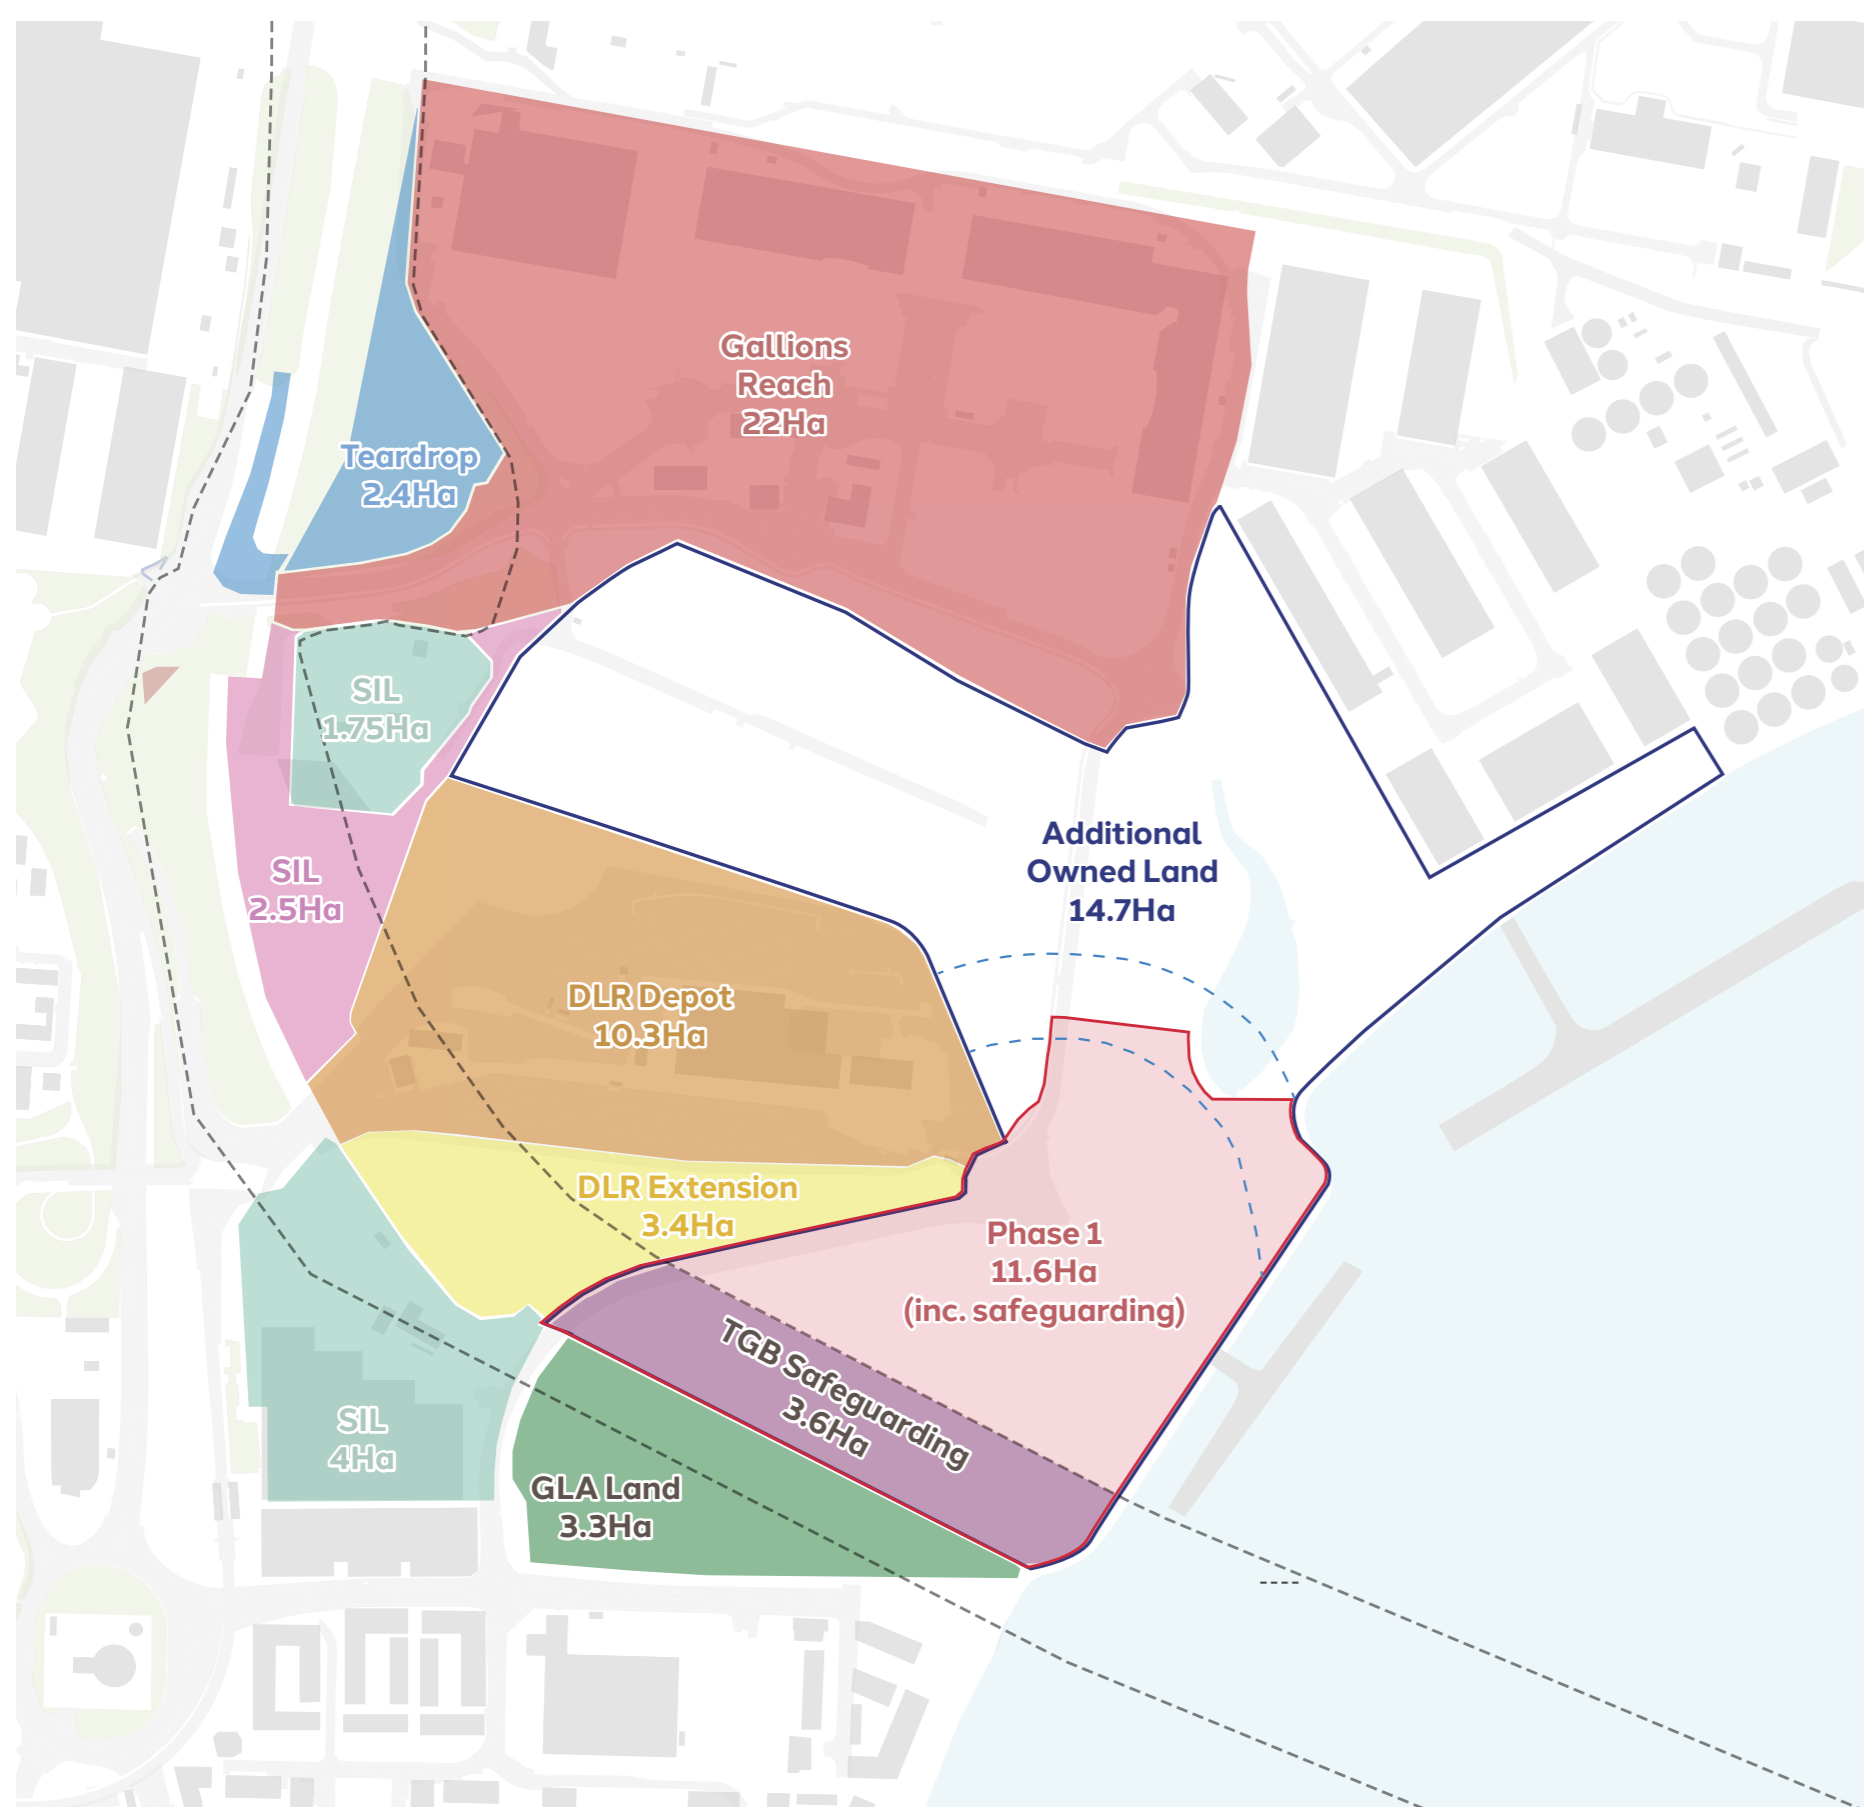 Gallions
Reach
22Ha
Teardrop
2.4Ha
SIL
1.75Ha
SIL
2.5Ha
Additional
Owned Land
14.7Ha
DLR Depot
10.3Ha
DLR Extension
3.4Ha
Phase 1
11.6Ha
(inc. safeguarding)
TGB Safeguarding
3.6Ha
SIL
4Ha
GLA Land
3.3Ha